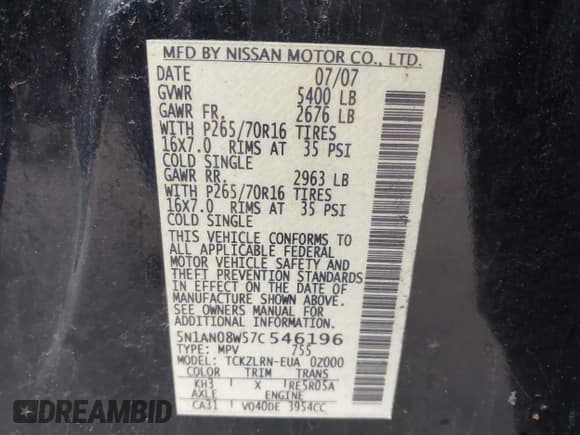 MFD BY NISSAN MOTOR CO., LTD.
DATE 07/07
GVWR 5400 LB
GAWR FR. 2676 LB
WITH P265/70R16 TIRES
16X7.0 RIMS AT 35 PSI
COLD SINGLE
GAWR RR. 2963 LB
WITH P265/70R16 TIRES
16X7.0 RIMS AT 35 PSI
COLD SINGLE
THIS VEHICLE CONFORMS TO
ALL APPLICABLE FEDERAL
MOTOR VEHICLE SAFETY AND
THEFT PREVENTION STANDARDS
IN EFFECT ON THE DATE OF
MANUFACTURE SHOWN ABOVE.
SEE OWNERS MANUAL FOR
ADDITIONAL INFORMATION.
5N1AN08W57C546196
TYPE: MPV 755
MODEL: TCKZLRN-EUA 0Z000
COLOR TRIM TRANS
KH3 X RE5R05A
AXLE ENGINE
CA31 VQ40DE 3954CC
DREAMBID